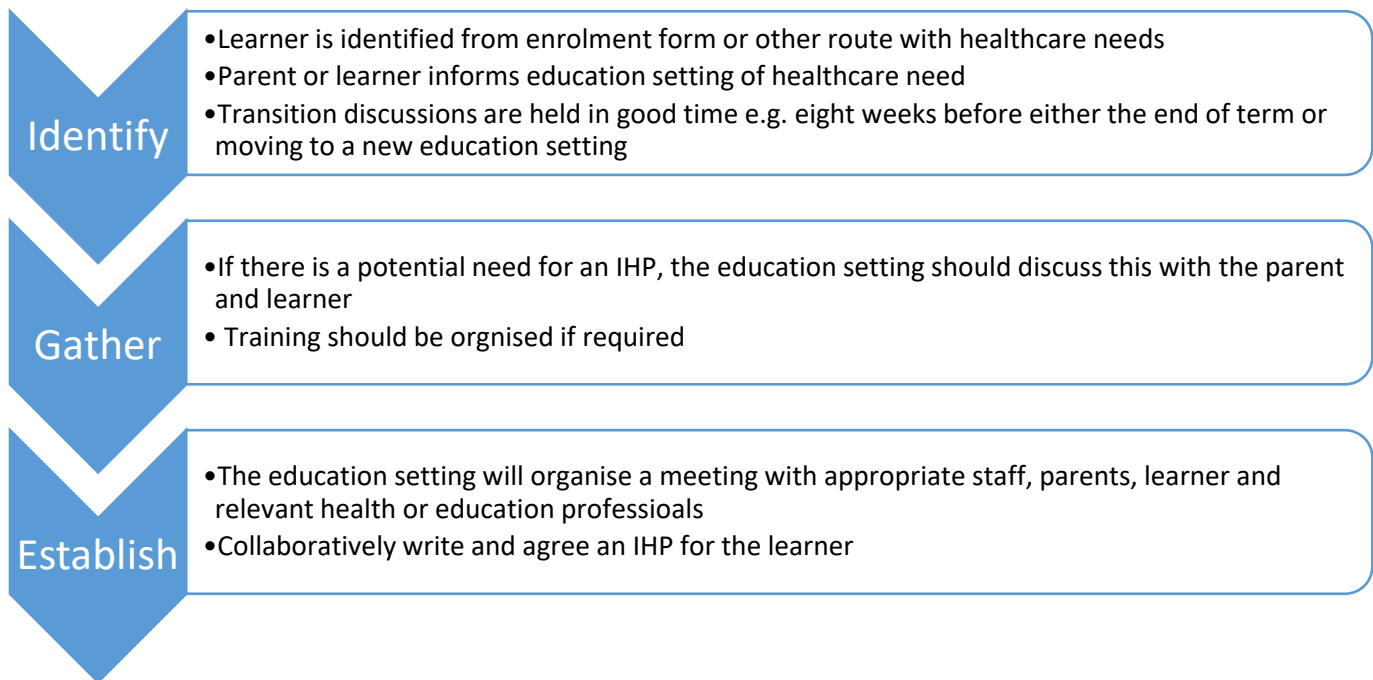 Identify
•Learner is identified from enrolment form or other route with healthcare needs
•Parent or learner informs education setting of healthcare need
•Transition discussions are held in good time e.g. eight weeks before either the end of term or
moving to a new education setting
Gather
•If there is a potential need for an IHP, the education setting should discuss this with the parent
and learner
• Training should be orgnised if required
Establish
•The education setting will organise a meeting with appropriate staff, parents, learner and
relevant health or education professioals
•Collaboratively write and agree an IHP for the learner